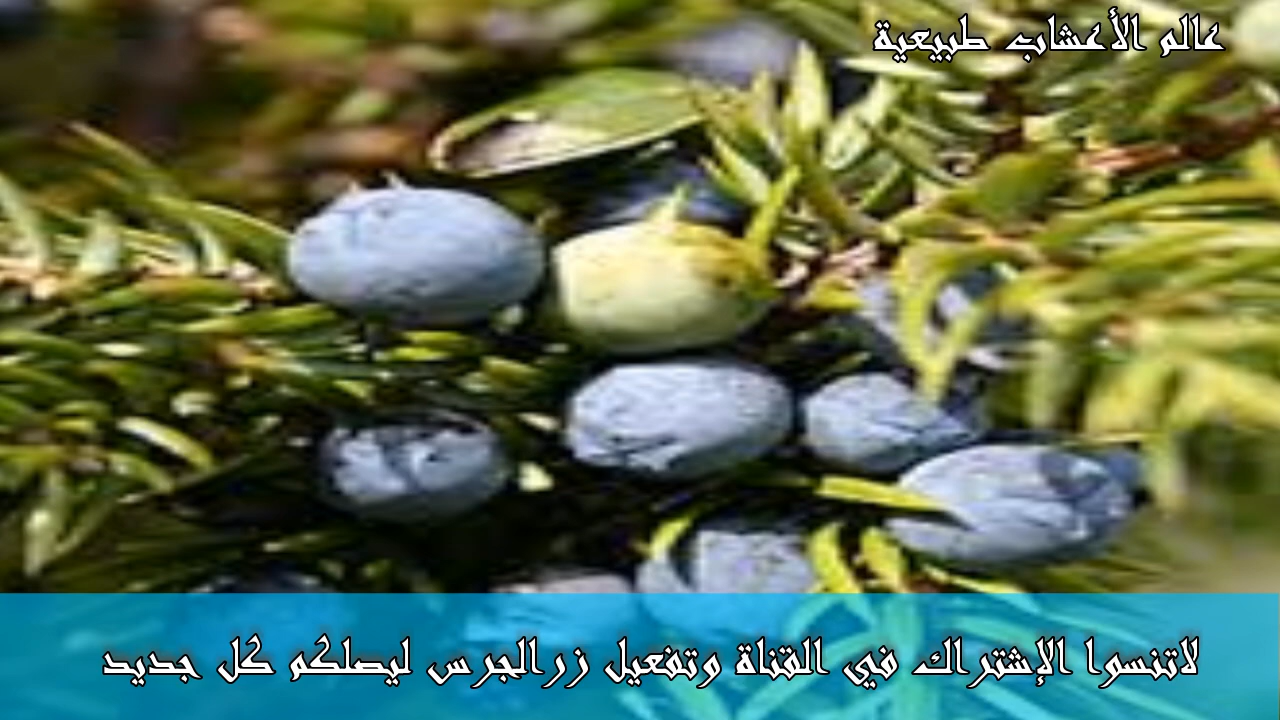 عالم الأعشاب طبيعية
لاتنسوا الإشتراك في القناة وتفعيل زرالجرس ليصلكم كل جديد